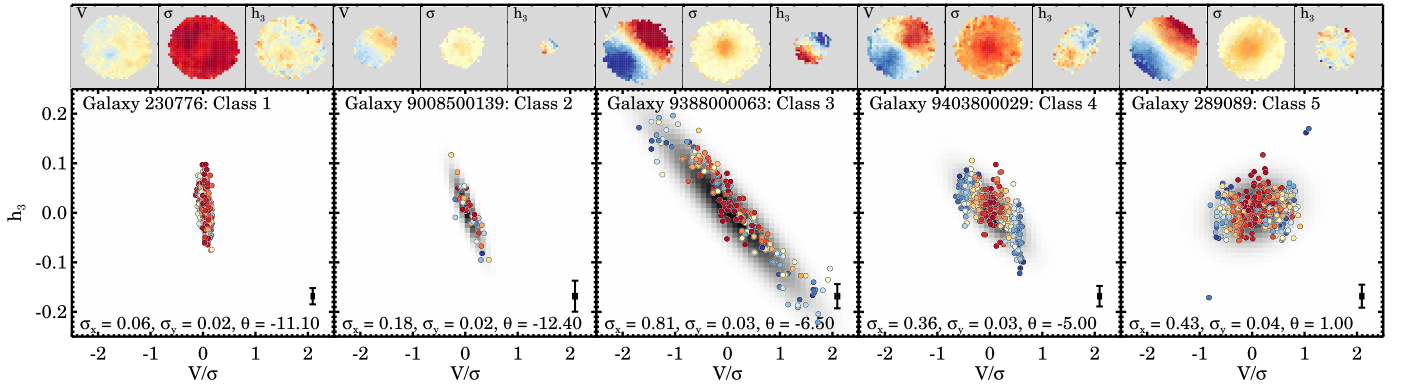 V σ h₃ V σ h₃ V σ h₃ V σ h₃ V σ h₃
Galaxy 230776: Class 1
Galaxy 9008500139: Class 2
Galaxy 9388000063: Class 3
Galaxy 9403800029: Class 4
Galaxy 289089: Class 5
0.2
0.1
0.0
-0.1
-0.2
h₃
σₓ = 0.06, σᵧ = 0.02, θ = -11.10
σₓ = 0.18, σᵧ = 0.02, θ = -12.40
σₓ = 0.81, σᵧ = 0.03, θ = -6.50
σₓ = 0.36, σᵧ = 0.03, θ = -5.00
σₓ = 0.43, σᵧ = 0.04, θ = 1.00
-2 -1 0 1 2 -2 -1 0 1 2 -2 -1 0 1 2 -2 -1 0 1 2 -2 -1 0 1 2
V/σ V/σ V/σ V/σ V/σ